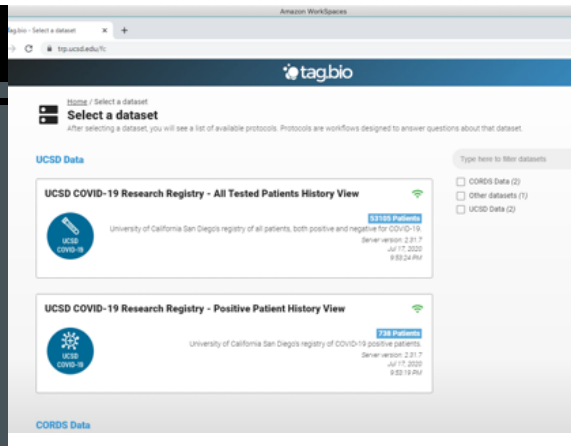 Amazon WorkSpaces
Tag.bio - Select a dataset
trp.ucsd.edu/fc
tag.bio
Home / Select a dataset
Select a dataset
After selecting a dataset, you will see a list of available protocols. Protocols are workflows designed to answer questions about that dataset.
UCSD Data
Type here to filter datasets
CORDS Data (2)
Other datasets (1)
UCSD Data (2)
UCSD COVID-19 Research Registry - All Tested Patients History View
UCSD
COVID-19
53105 Patients
University of California San Diego's registry of all patients, both positive and negative for COVID-19.
Server version: 2.31.7
Jul 17, 2020
9:53:24 PM
UCSD COVID-19 Research Registry - Positive Patient History View
UCSD
COVID-19
738 Patients
University of California San Diego's registry of COVID-19 positive patients.
Server version: 2.31.7
Jul 17, 2020
9:53:19 PM
CORDS Data